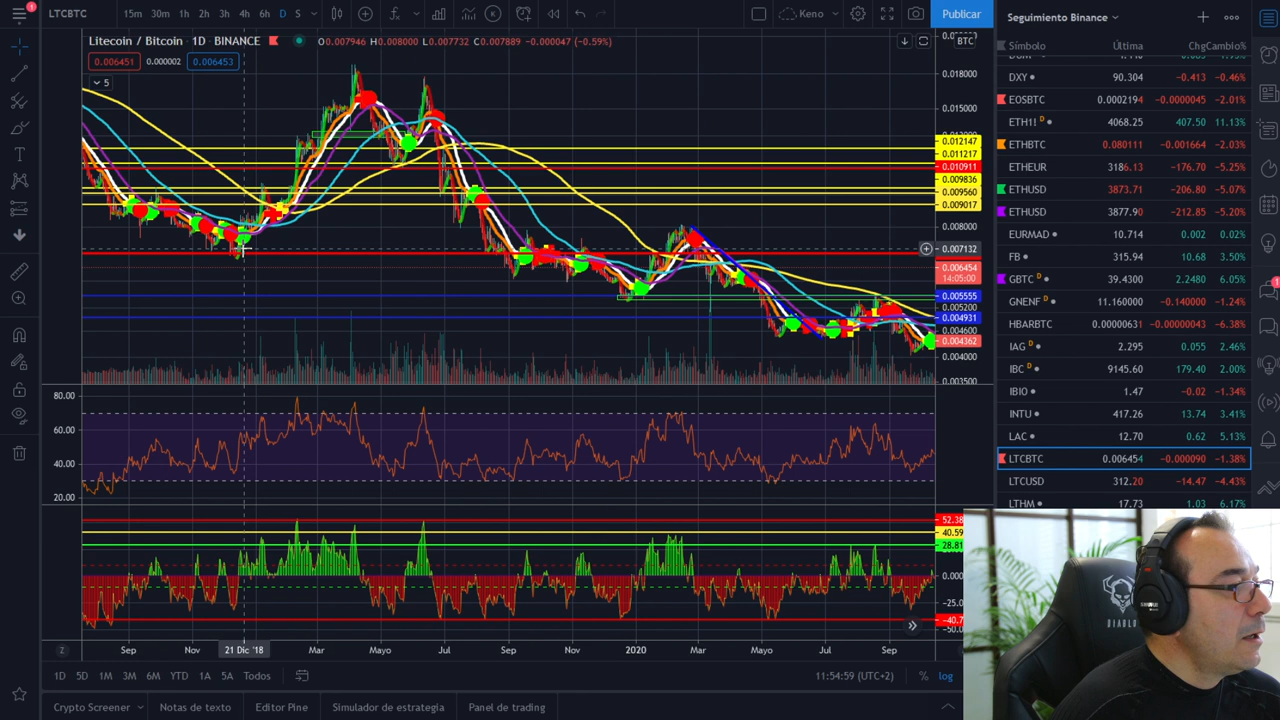 LTCBTC 15m 30m 1h 2h 3h 4h 6h D S Keno Publicar
Litecoin / Bitcoin · 1D · BINANCE O0.007946 H0.008000 L0.007732 C0.007889 −0.000047 (−0.59%) BTC
0.006451 0.000002 0.006453
5
0.018000
0.015000
0.012147
0.011217
0.010911
0.009836
0.009560
0.009017
0.008000
0.007132
0.006454
14:05:00
0.005555
0.005200
0.004931
0.004600
0.004362
0.004000
0.003500
80.00
60.00
40.00
20.00
52.38
40.59
28.81
0.000
−25.0
−40.7
−50.0
Z Sep Nov 21 Dic '18 Mar Mayo Jul Sep Nov 2020 Mar Mayo Jul Sep
1D 5D 1M 3M 6M YTD 1A 5A Todos 11:54:59 (UTC+2) % log
Crypto Screener Notas de texto Editor Pine Simulador de estrategia Panel de trading
Seguimiento Binance
Símbolo Última Chg Cambio%
DXY 90.304 −0.413 −0.46%
EOSBTC 0.0002194 −0.0000045 −2.01%
ETH1! D 4068.25 407.50 11.13%
ETHBTC 0.080111 −0.001664 −2.03%
ETHEUR 3186.13 −176.70 −5.25%
ETHUSD 3873.71 −206.80 −5.07%
ETHUSD 3877.90 −212.85 −5.20%
EURMAD 10.714 0.002 0.02%
FB 315.94 10.68 3.50%
GBTC D 39.4300 2.2480 6.05%
GNENF D 11.160000 −0.140000 −1.24%
HBARBTC 0.00000631 −0.00000043 −6.38%
IAG D 2.295 0.055 2.46%
IBC D 9145.60 179.40 2.00%
IBIO 1.47 −0.02 −1.34%
INTU 417.26 13.74 3.41%
LAC 12.70 0.62 5.13%
LTCBTC 0.006454 −0.000090 −1.38%
LTCUSD 312.20 −14.47 −4.43%
LTHM 17.73 1.03 6.17%
DIABLO